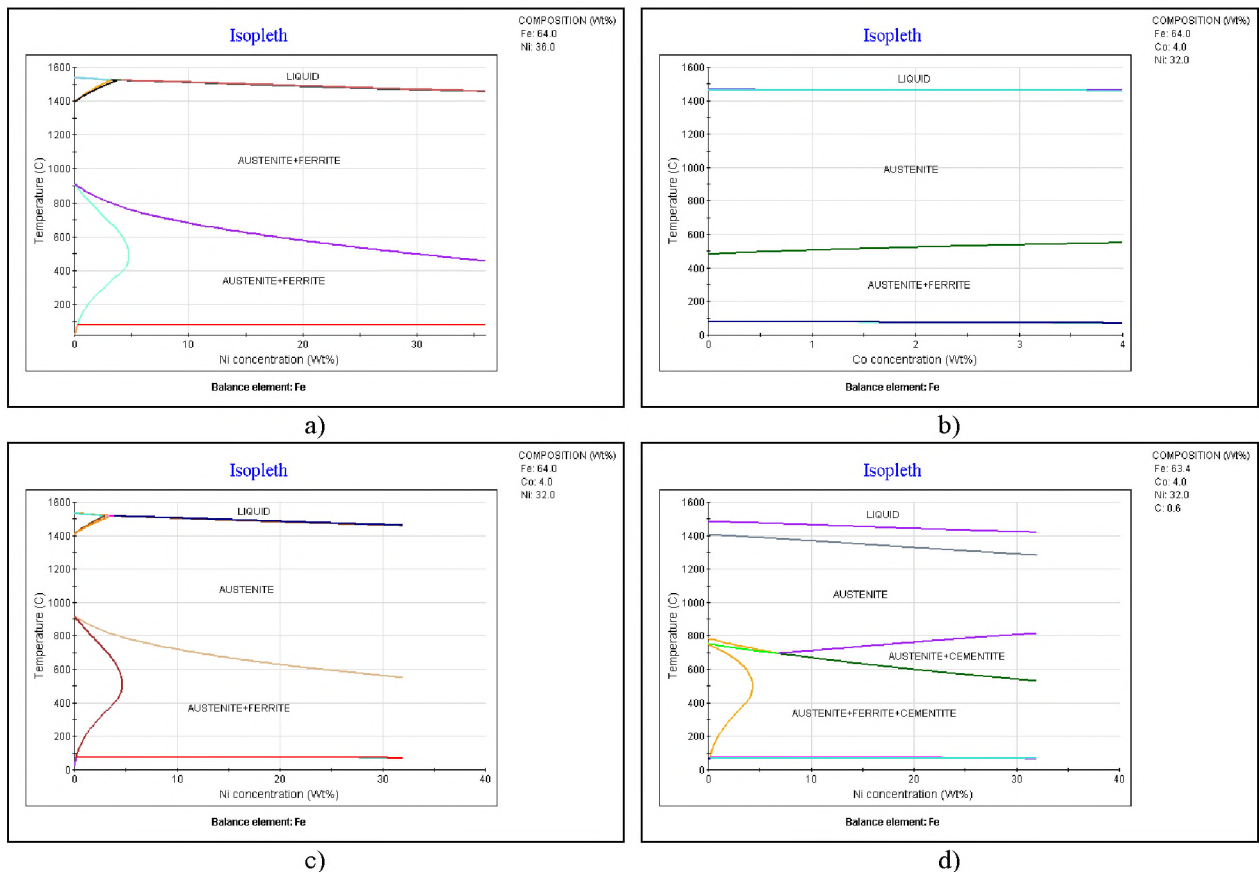 Isopleth
COMPOSITION (Wt%)
Fe: 64.0
Ni: 36.0
1600
1400
1200
1000
800
600
400
200
Temperature (C)
LIQUID
AUSTENITE+FERRITE
AUSTENITE+FERRITE
0
10
20
30
Ni concentration (Wt%)
Balance element: Fe
a)
Isopleth
COMPOSITION (Wt%)
Fe: 64.0
Co: 4.0
Ni: 32.0
1600
1400
1200
1000
800
600
400
200
0
Temperature (C)
LIQUID
AUSTENITE
AUSTENITE+FERRITE
0
1
2
3
4
Co concentration (Wt%)
Balance element: Fe
b)
Isopleth
COMPOSITION (Wt%)
Fe: 64.0
Co: 4.0
Ni: 32.0
1600
1400
1200
1000
800
600
400
200
0
Temperature (C)
LIQUID
AUSTENITE
AUSTENITE+FERRITE
0
10
20
30
40
Ni concentration (Wt%)
Balance element: Fe
c)
Isopleth
COMPOSITION (Wt%)
Fe: 63.4
Co: 4.0
Ni: 32.0
C: 0.6
1600
1400
1200
1000
800
600
400
200
0
Temperature (C)
LIQUID
AUSTENITE
AUSTENITE+CEMENTITE
AUSTENITE+FERRITE+CEMENTITE
0
10
20
30
40
Ni concentration (Wt%)
Balance element: Fe
d)